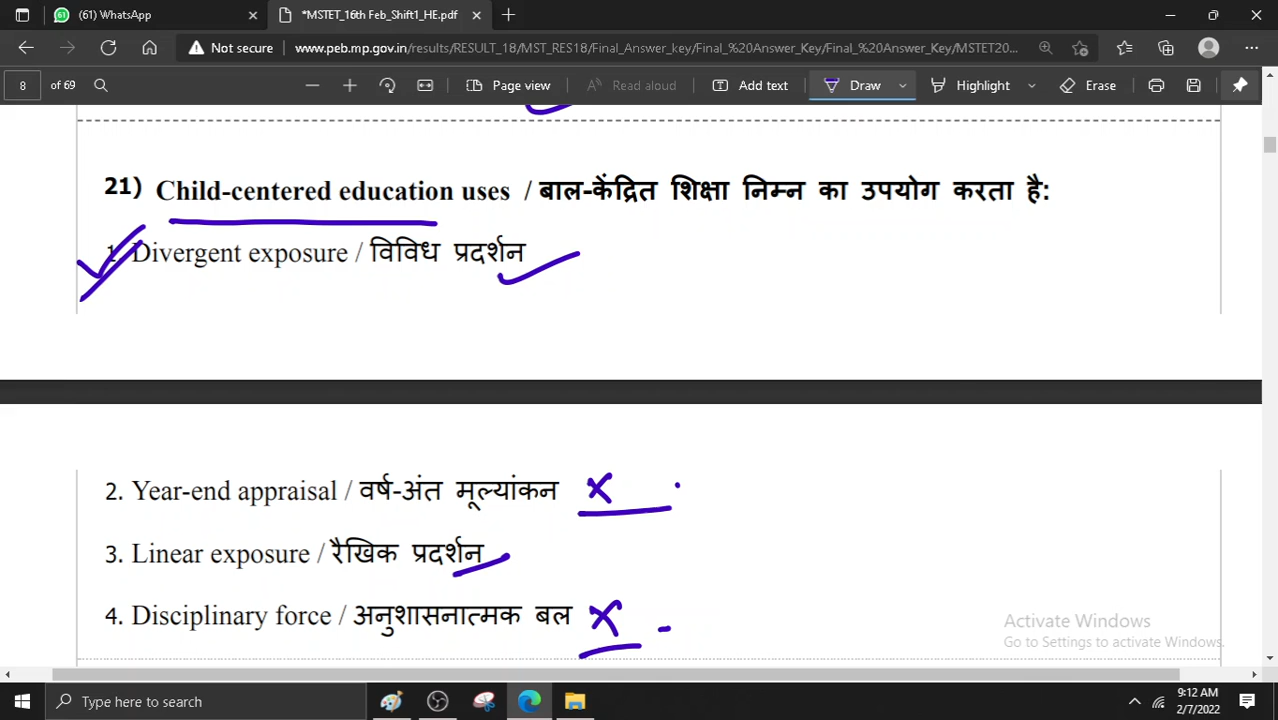 (61) WhatsApp
*MSTET_16th Feb_Shift1_HE.pdf
Not secure www.peb.mp.gov.in/results/RESULT_18/MST_RES18/Final_Answer_key/Final_%20Answer_Key/Final_%20Answer_Key/MSTET20...
8 of 69 Page view Read aloud Add text Draw Highlight Erase
21) Child-centered education uses / बाल-केंद्रित शिक्षा निम्न का उपयोग करता है:
1. Divergent exposure / विविध प्रदर्शन
2. Year-end appraisal / वर्ष-अंत मूल्यांकन
3. Linear exposure / रैखिक प्रदर्शन
4. Disciplinary force / अनुशासनात्मक बल
Activate Windows
Go to Settings to activate Windows.
Type here to search
9:12 AM
2/7/2022